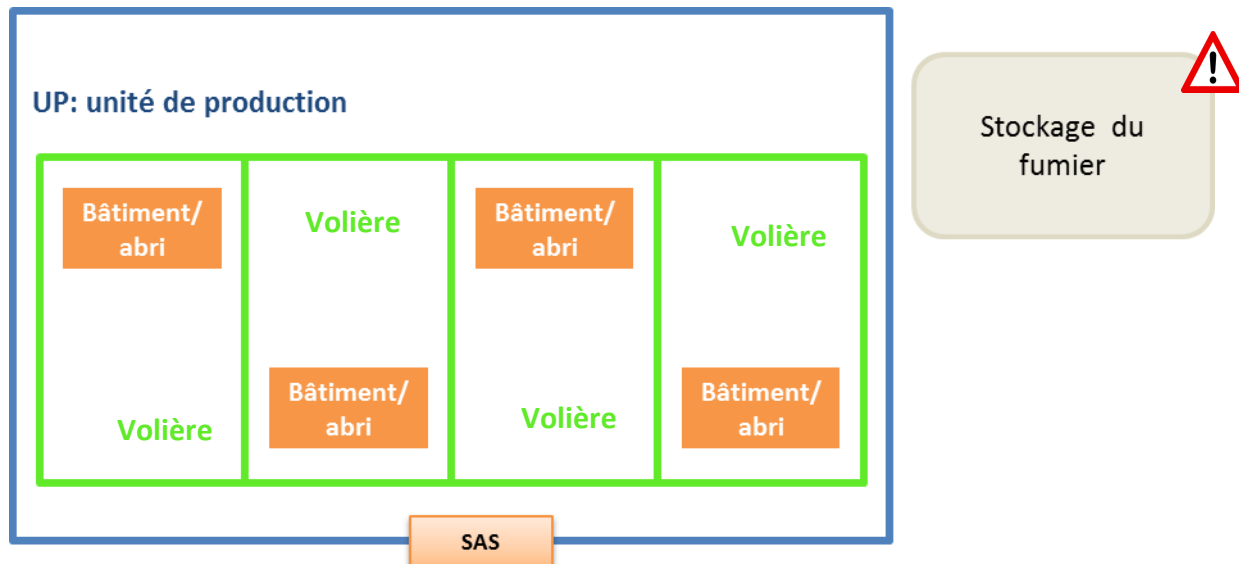 UP: unité de production
Bâtiment/
abri
Volière
Bâtiment/
abri
Volière
Volière
Bâtiment/
abri
Volière
Bâtiment/
abri
SAS
Stockage du
fumier
!